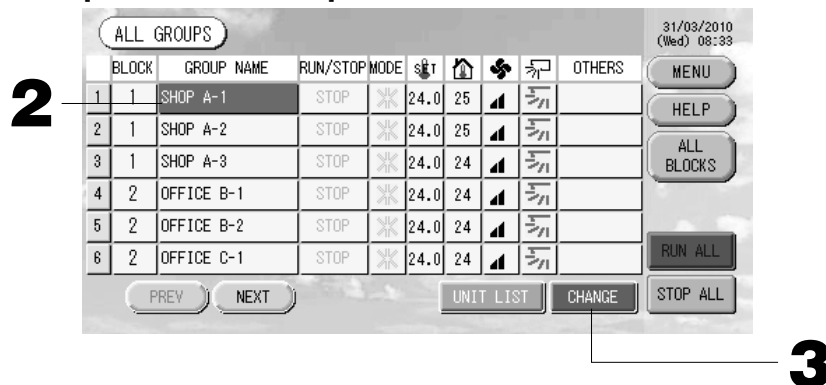 ALL GROUPS
31/03/2010
(Wed) 08:33
BLOCK GROUP NAME RUN/STOP MODE SET OTHERS
MENU
1 1 SHOP A-1 STOP 24.0 25
2
HELP
2 1 SHOP A-2 STOP 24.0 25
ALL
BLOCKS
3 1 SHOP A-3 STOP 24.0 24
4 2 OFFICE B-1 STOP 24.0 24
5 2 OFFICE B-2 STOP 24.0 24
6 2 OFFICE C-1 STOP 24.0 24
RUN ALL
PREV NEXT UNIT LIST CHANGE STOP ALL
3